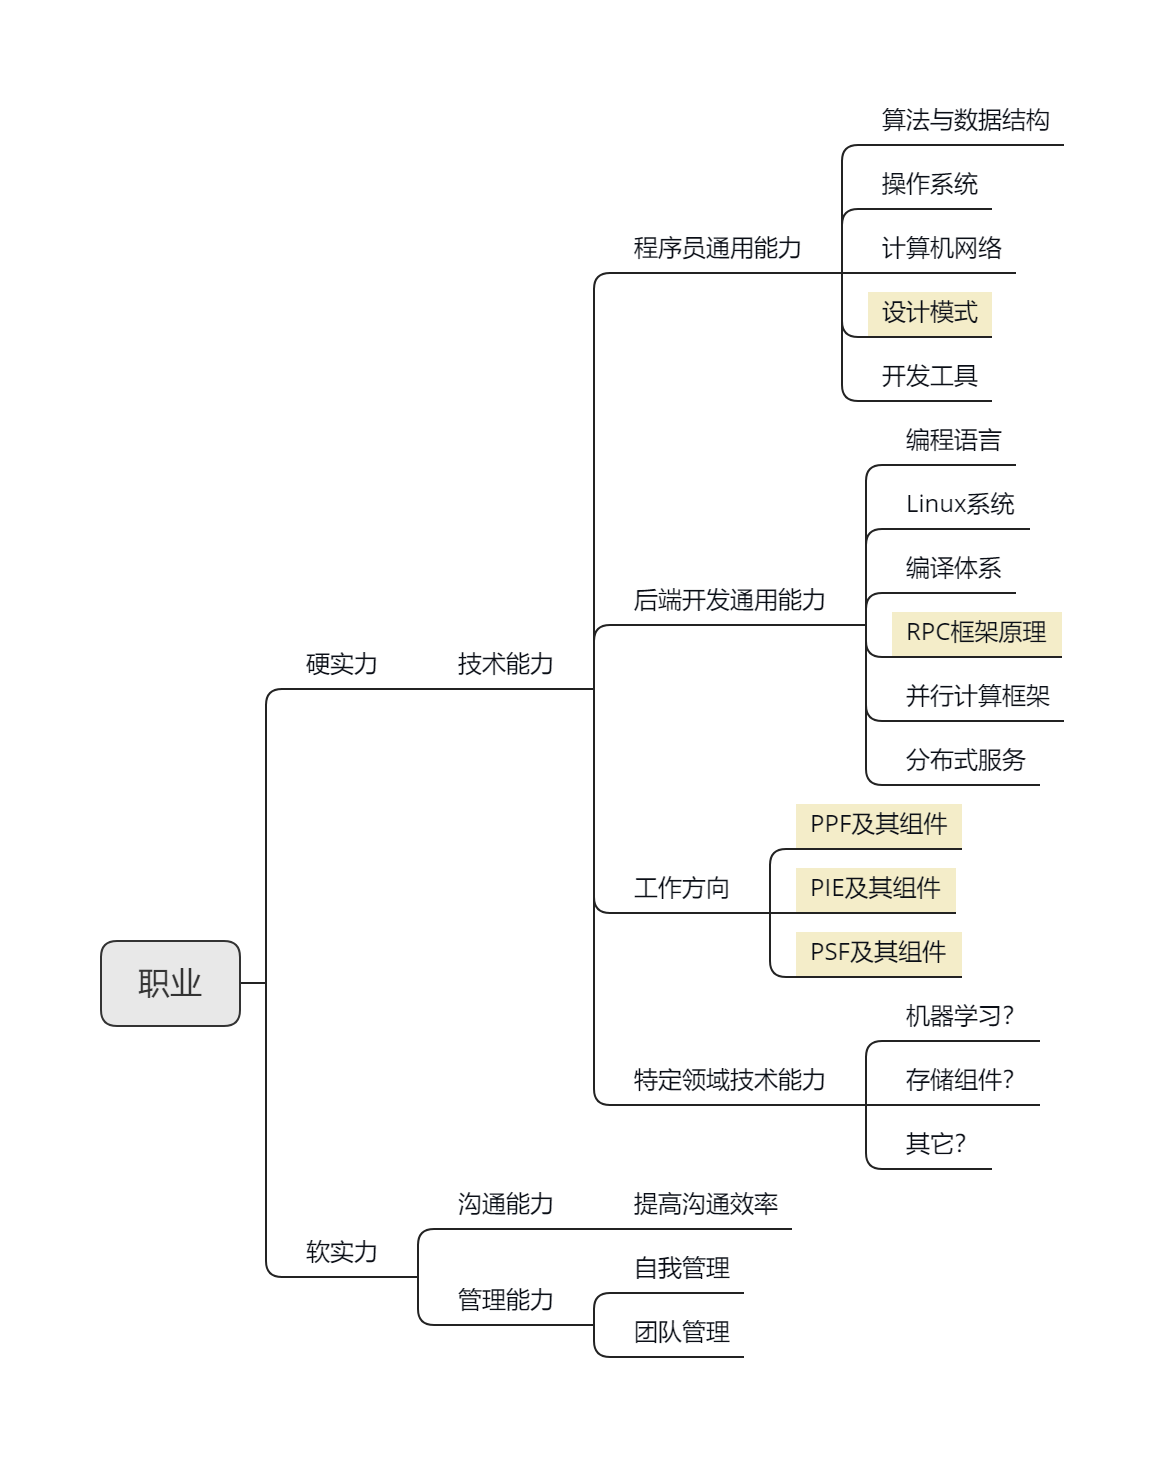 算法与数据结构
操作系统
程序员通用能力
计算机网络
设计模式
开发工具
编程语言
Linux系统
编译体系
后端开发通用能力
RPC框架原理
硬实力
技术能力
并行计算框架
分布式服务
PPF及其组件
工作方向
PIE及其组件
PSF及其组件
职业
机器学习?
特定领域技术能力
存储组件?
其它?
沟通能力
提高沟通效率
软实力
自我管理
管理能力
团队管理